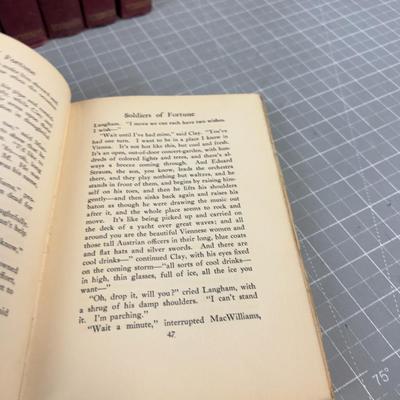 Fortune
Soldiers of Fortune
Langham. "I move we can each have two wishes.
I wish—"
"Wait until I've had mine," said Clay. "You've
had one turn. I want to be in a place I know in
Vienna. It's not hot like this, but cool and fresh.
It's an open, out-of-door concert-garden, with hun-
dreds of colored lights and trees, and there's al-
ways a breeze coming through. And Eduard
Strauss, the son, you know, leads the orchestra
there, and they play nothing but waltzes, and he
stands in front of them, and begins by raising him-
self on his toes, and then he lifts his shoulders
gently—and then sinks back again and raises his
baton as though he were drawing the music out
after it, and the whole place seems to rock and
move. It's like being picked up and carried on
the deck of a yacht over great waves; and all
around you are the beautiful Viennese women and
those tall Austrian officers in their long, blue coats
and flat hats and silver swords. And there are
cool drinks—" continued Clay, with his eyes fixed
on the coming storm—"all sorts of cool drinks—
in high, thin glasses, full of ice, all the ice you
want—"
"Oh, drop it, will you?" cried Langham, with
a shrug of his damp shoulders. "I can't stand
it. I'm parching."
"Wait a minute," interrupted MacWilliams,
47
75°